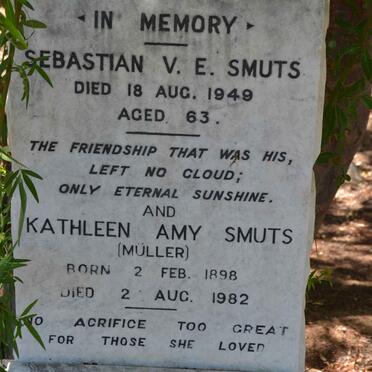 IN MEMORY
SEBASTIAN V. E. SMUTS
DIED 18 AUG. 1949
AGED 63.
THE FRIENDSHIP THAT WAS HIS,
LEFT NO CLOUD;
ONLY ETERNAL SUNSHINE.
AND
KATHLEEN AMY SMUTS
(MÜLLER)
BORN 2 FEB. 1898
DIED 2 AUG. 1982
NO ACRIFICE TOO GREAT
FOR THOSE SHE LOVED